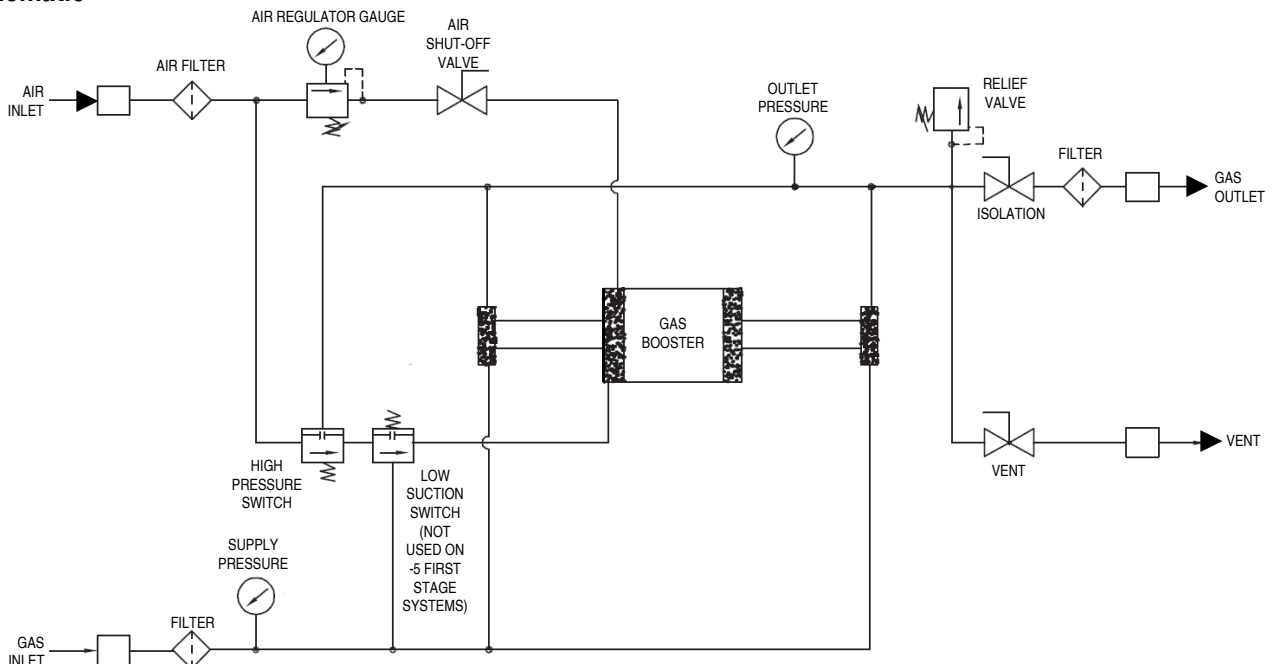 AIR REGULATOR GAUGE
AIR
SHUT-OFF
VALVE
AIR FILTER
AIR
INLET
OUTLET
PRESSURE
RELIEF
VALVE
FILTER
GAS
OUTLET
ISOLATION
GAS
BOOSTER
HIGH
PRESSURE
SWITCH
LOW
SUCTION
SWITCH
(NOT
USED ON
-5 FIRST
STAGE
SYSTEMS)
VENT
VENT
SUPPLY
PRESSURE
FILTER
GAS
INLET